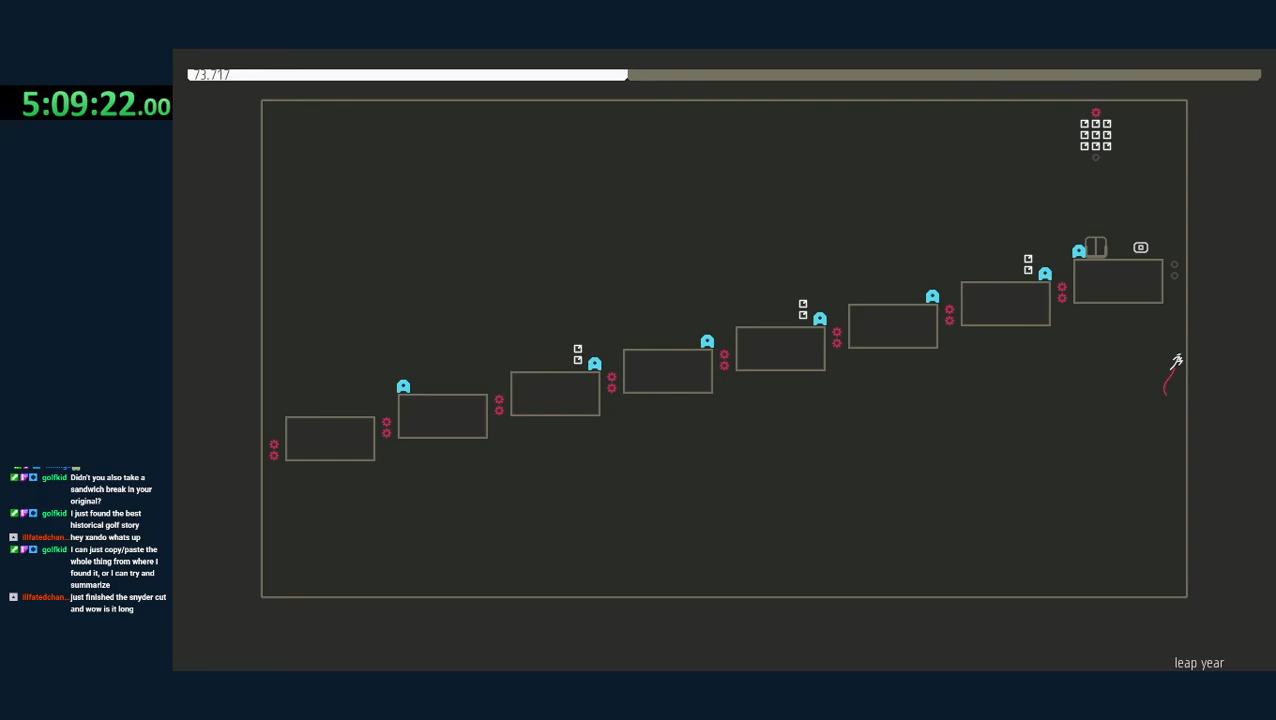 73.717
5:09:22.00
golfkid Didn't you also take a
sandwich break in your
original?
golfkid I just found the best
historical golf story
illfatedchan... hey xando whats up
golfkid I can just copy/paste the
whole thing from where I
found it, or I can try and
summarize
illfatedchan... just finished the snyder cut
and wow is it long
leap year